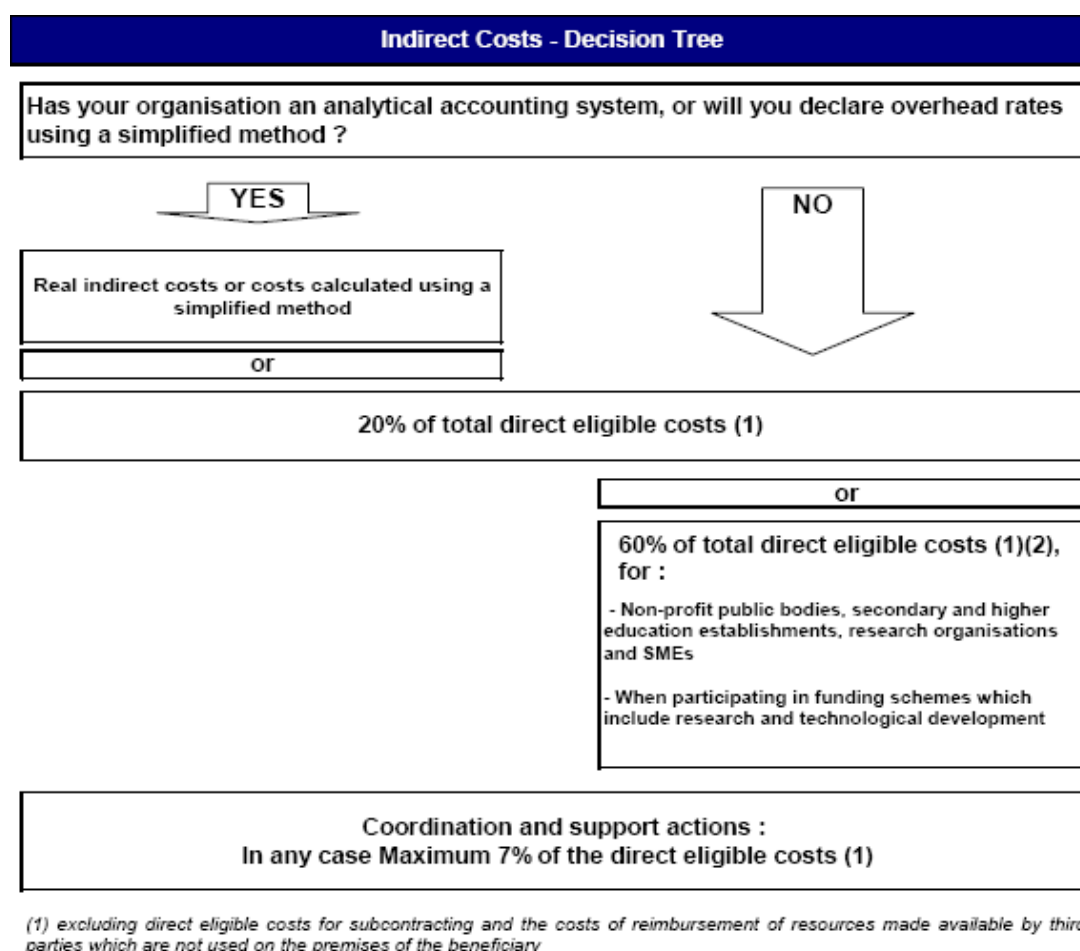 Indirect Costs - Decision Tree
Has your organisation an analytical accounting system, or will you declare overhead rates
using a simplified method ?
YES
NO
Real indirect costs or costs calculated using a
simplified method
or
20% of total direct eligible costs (1)
or
60% of total direct eligible costs (1)(2),
for :
- Non-profit public bodies, secondary and higher
education establishments, research organisations
and SMEs
- When participating in funding schemes which
include research and technological development
Coordination and support actions :
In any case Maximum 7% of the direct eligible costs (1)
(1) excluding direct eligible costs for subcontracting and the costs of reimbursement of resources made available by third
parties which are not used on the premises of the beneficiary